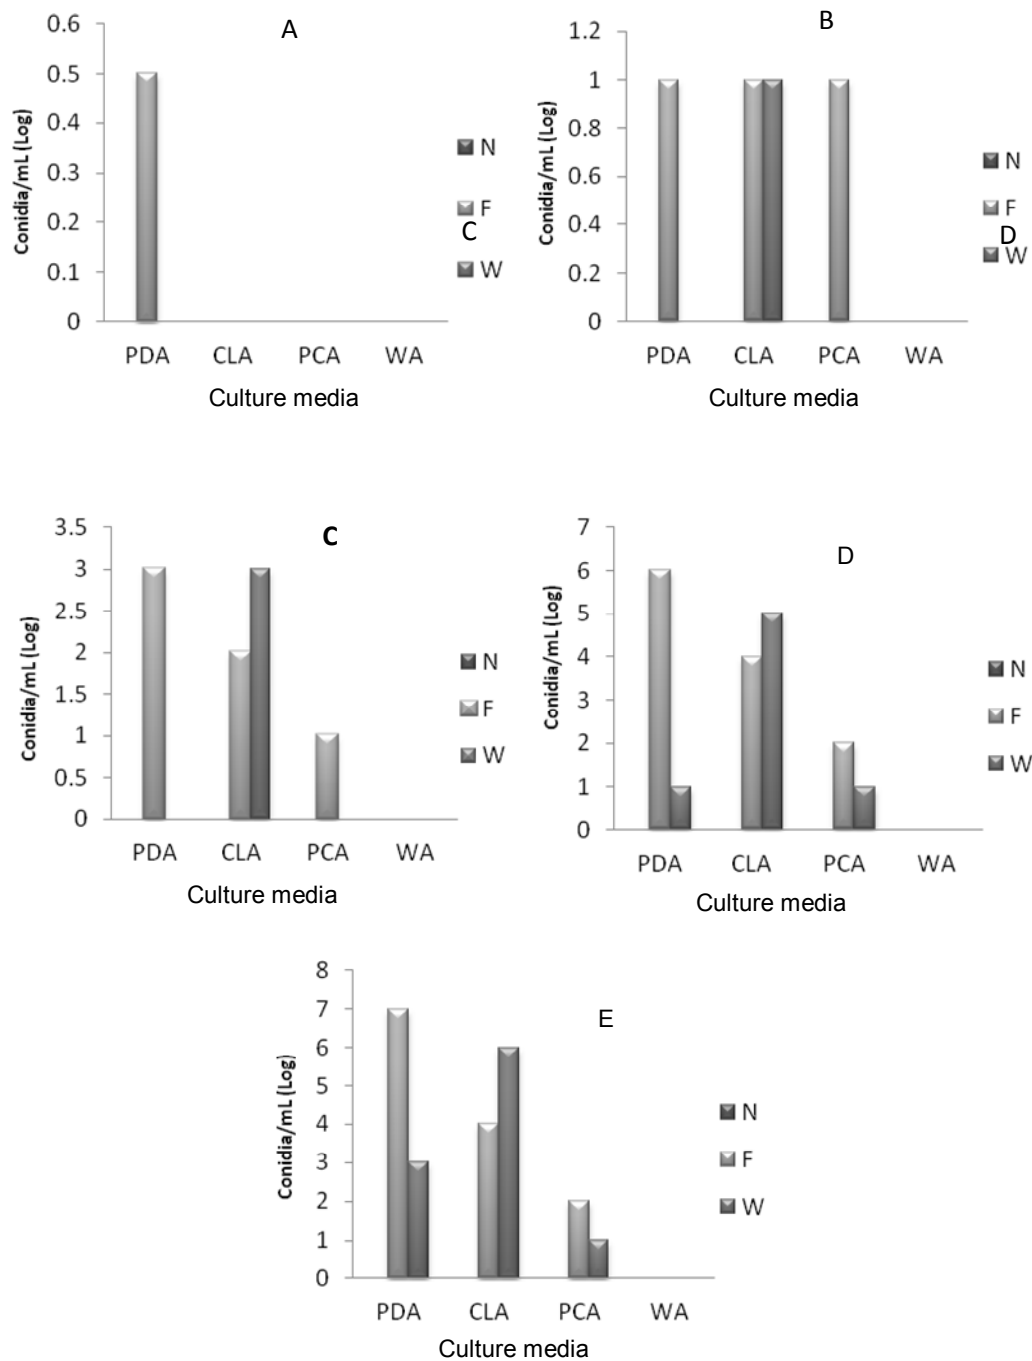 A
Conidia/mL (Log)
0.6
0.5
0.4
0.3
0.2
0.1
0
PDA CLA PCA WA
Culture media
N
F
C
W
B
Conidia/mL (Log)
1.2
1
0.8
0.6
0.4
0.2
0
PDA CLA PCA WA
Culture media
N
F
D
W
C
Conidia/mL (Log)
3.5
3
2.5
2
1.5
1
0.5
0
PDA CLA PCA WA
Culture media
N
F
W
D
Conidia/mL (Log)
7
6
5
4
3
2
1
0
PDA CLA PCA WA
Culture media
N
F
W
E
Conidia/mL (Log)
8
7
6
5
4
3
2
1
0
PDA CLA PCA WA
Culture media
N
F
W